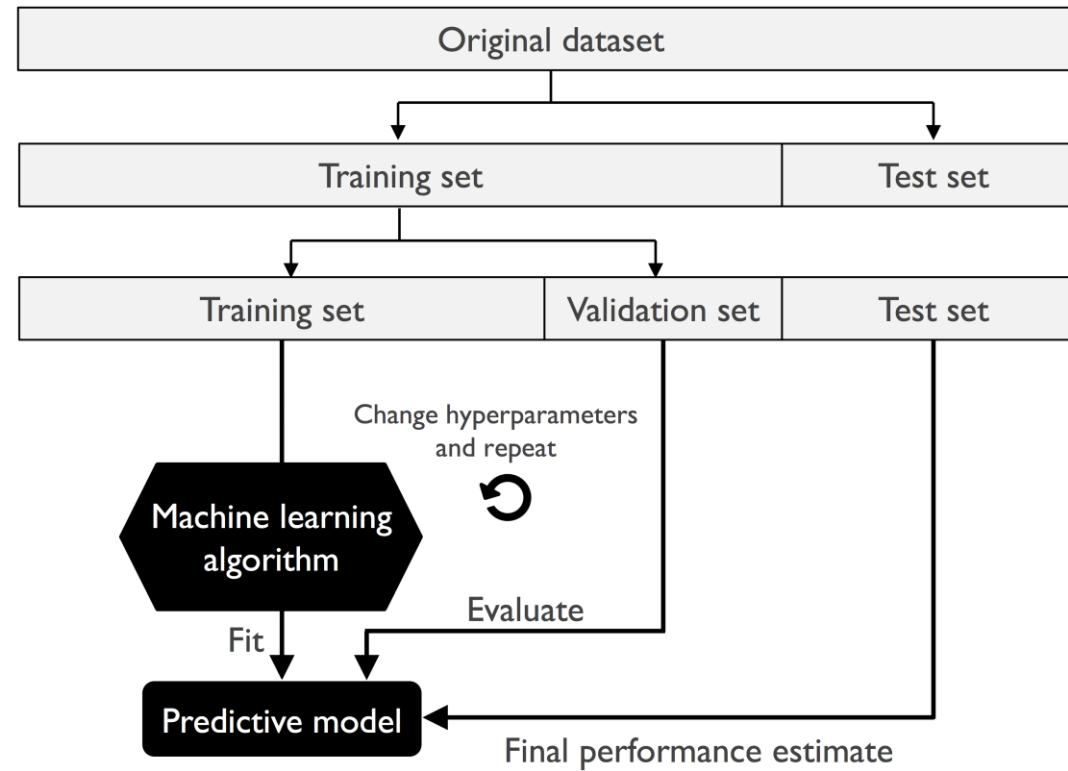 Original dataset
Training set
Test set
Training set
Validation set
Test set
Change hyperparameters
and repeat
Machine learning
algorithm
Evaluate
Fit
Predictive model
Final performance estimate